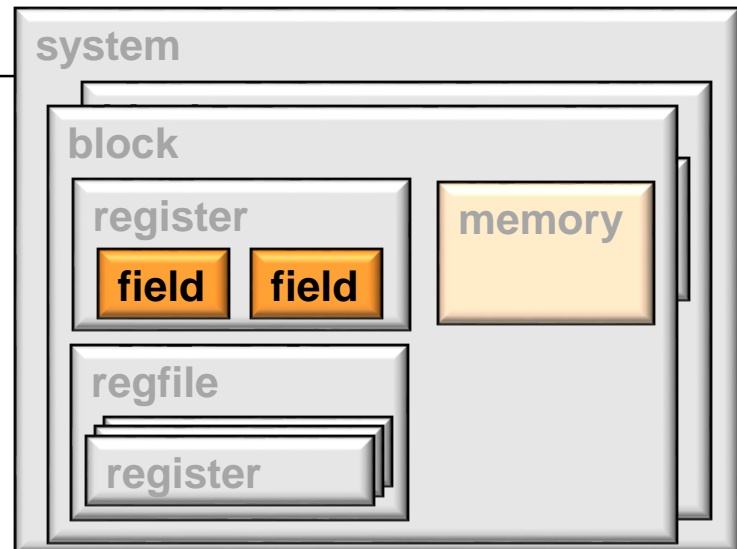 system
block
register
memory
field field
regfile
register